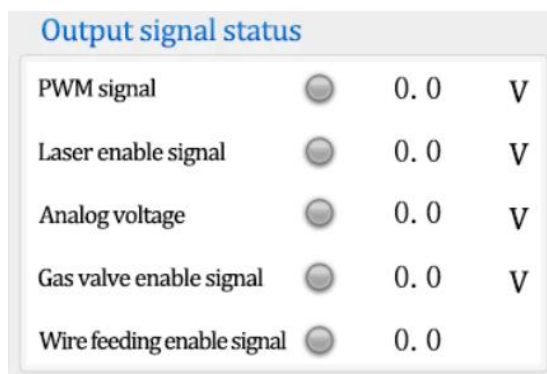 Output signal status
PWM signal 0.0 V
Laser enable signal 0.0 V
Analog voltage 0.0 V
Gas valve enable signal 0.0 V
Wire feeding enable signal 0.0